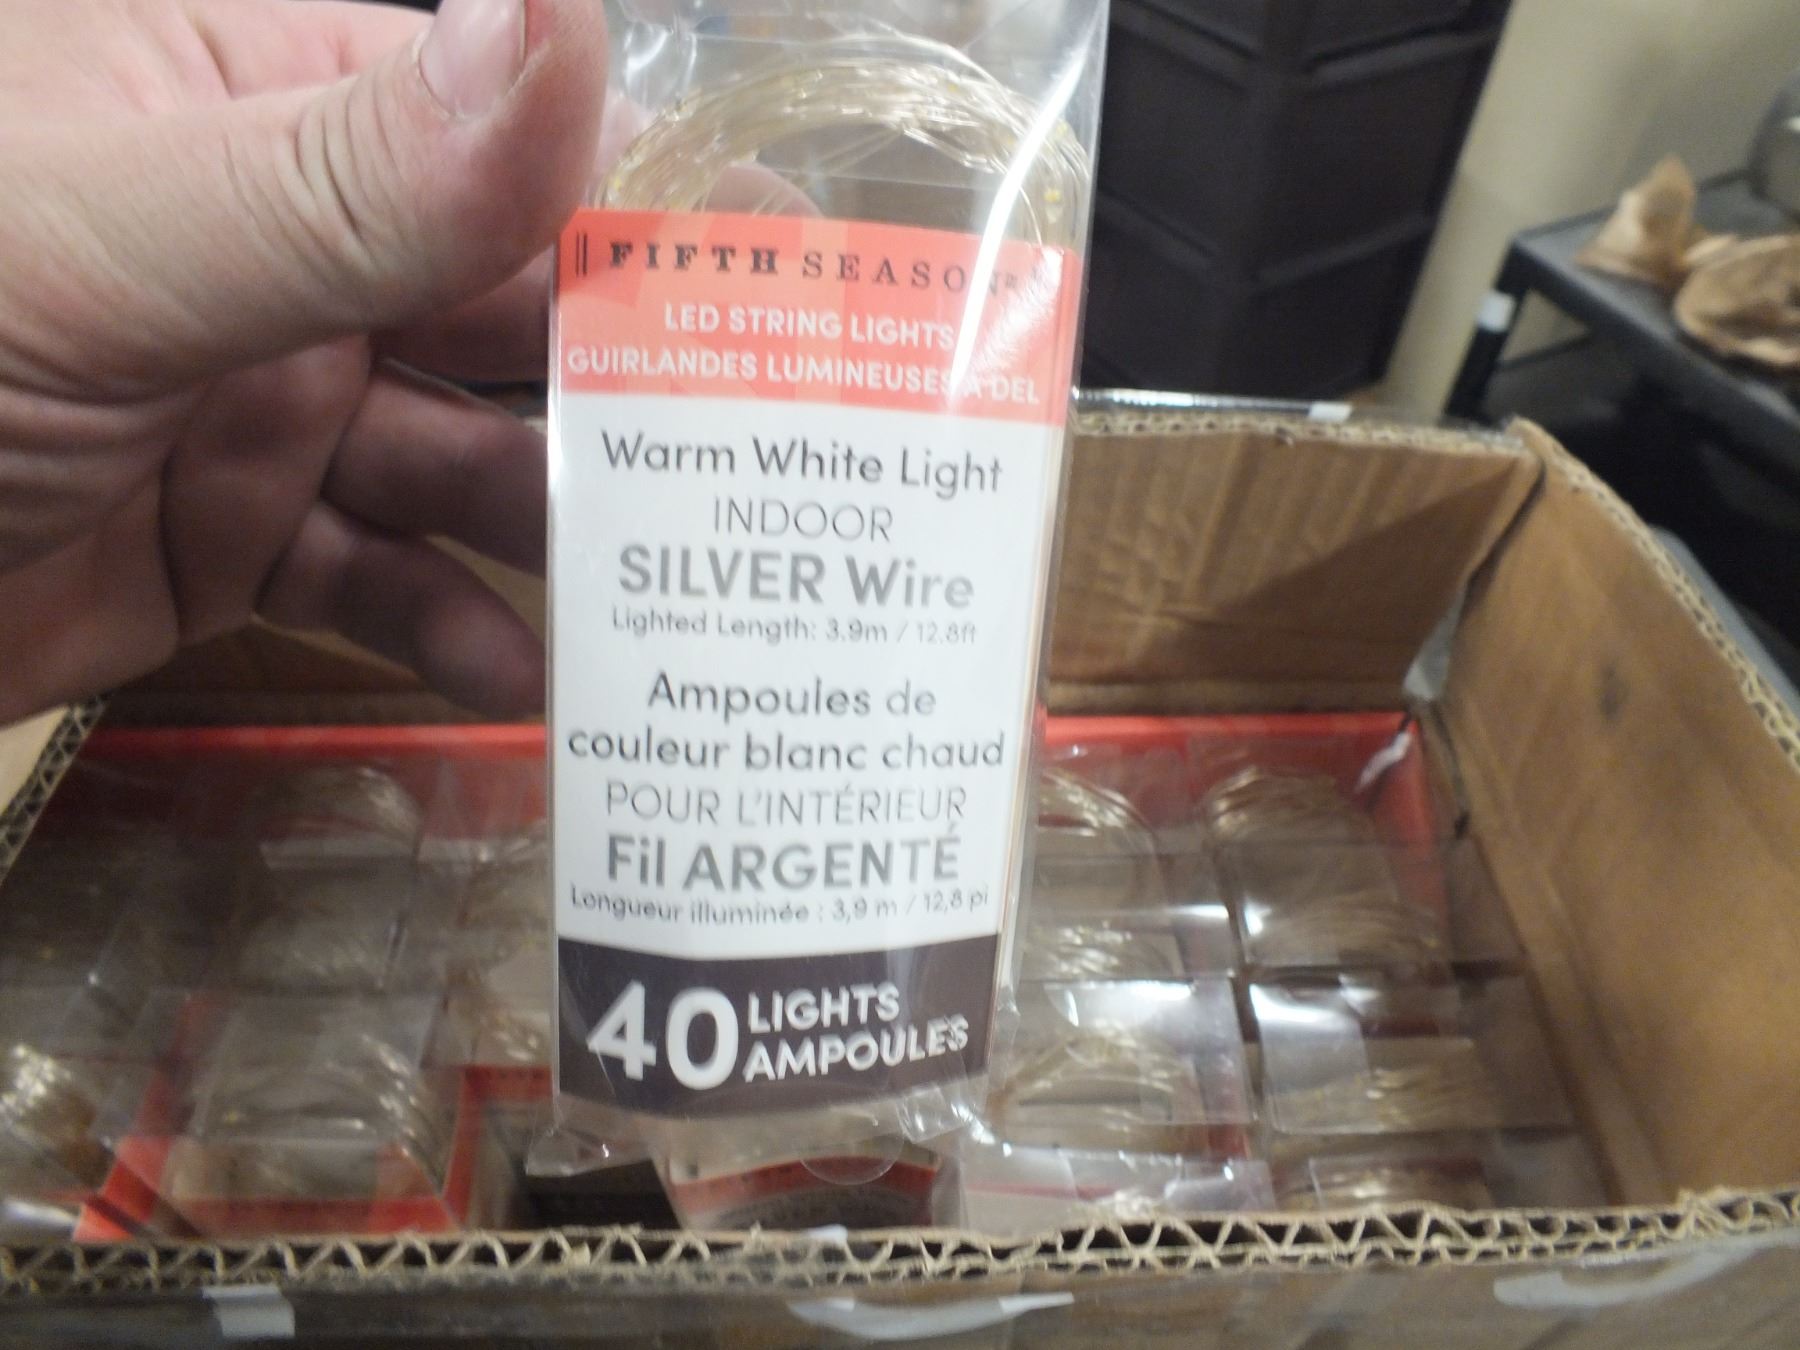 FIFTH SEASON
LED STRING LIGHTS
GUIRLANDES LUMINEUSES À DEL
Warm White Light
INDOOR
SILVER Wire
Lighted Length: 3.9m / 12.8ft
Ampoules de
couleur blanc chaud
POUR L'INTÉRIEUR
Fil ARGENTÉ
Longueur illuminée : 3,9 m / 12,8 pi
40 LIGHTS
AMPOULES